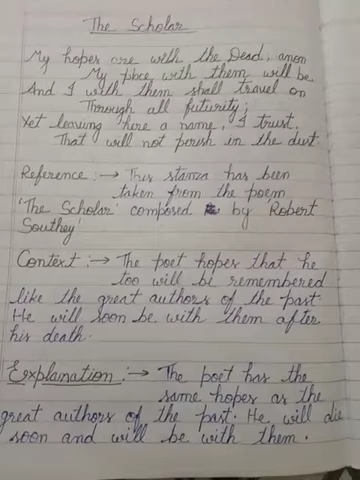 The Scholar
My hopes are with the Dead, anon
My place with them will be
And I with them shall travel on
Through all futurity;
Yet leaving here a name, I trust,
That will not perish in the dust.
Reference :→ This stanza has been
taken from the poem
'The Scholar' composed by Robert
Southey
Context :→ The poet hopes that he
too will be remembered
like the great authors of the past.
He will soon be with them after
his death.
Explanation :→ The poet has the
same hopes as the
great authors of the past. He will die
soon and will be with them.